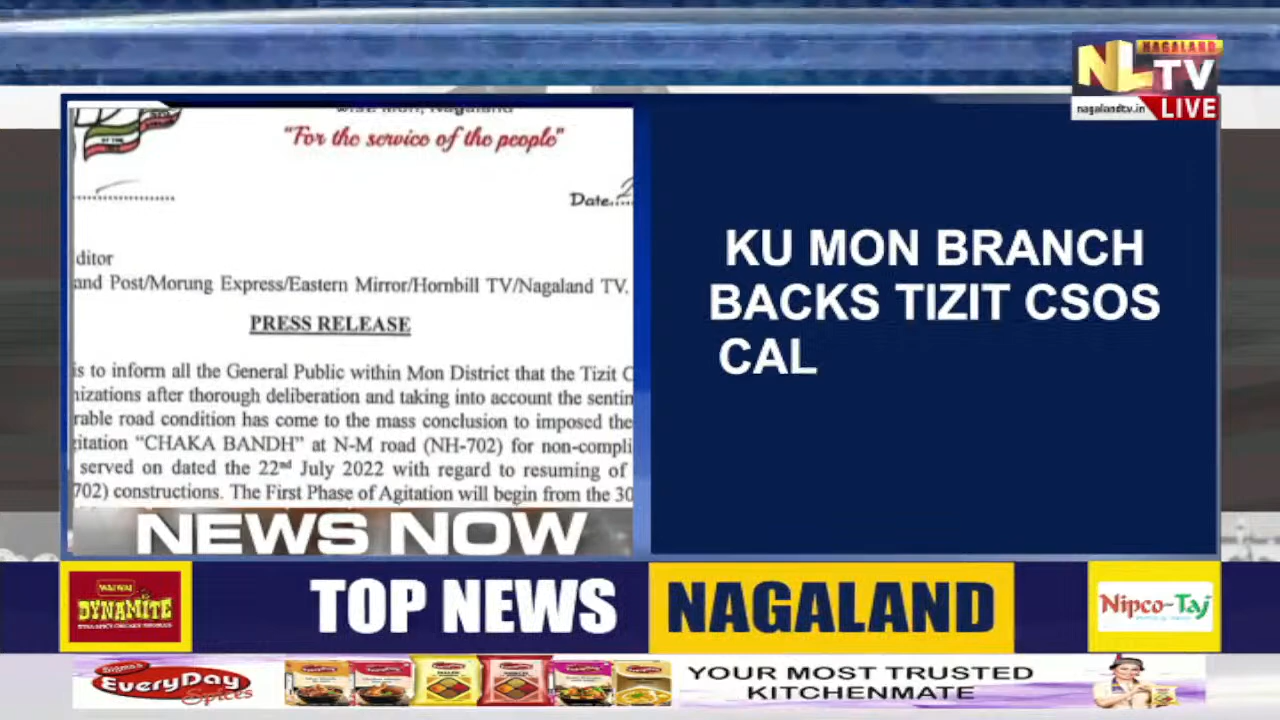 NAGALAND
NLTV
nagalandtv.in LIVE
"For the service of the people"
Date
ditor
and Post/Morung Express/Eastern Mirror/Hornbill TV/Nagaland TV.
PRESS RELEASE
is to inform all the General Public within Mon District that the Tizit C
nizations after thorough deliberation and taking into account the sentin
rable road condition has come to the mass conclusion to imposed the
gitation "CHAKA BANDH" at N-M road (NH-702) for non-compli
served on dated the 22nd July 2022 with regard to resuming of
702) constructions. The First Phase of Agitation will begin from the 30
NEWS NOW
KU MON BRANCH
BACKS TIZIT CSOS
CAL
WAIWAI
DYNAMITE
TOP NEWS
NAGALAND
Nipco-Taj
EveryDay
Spices
YOUR MOST TRUSTED
KITCHENMATE